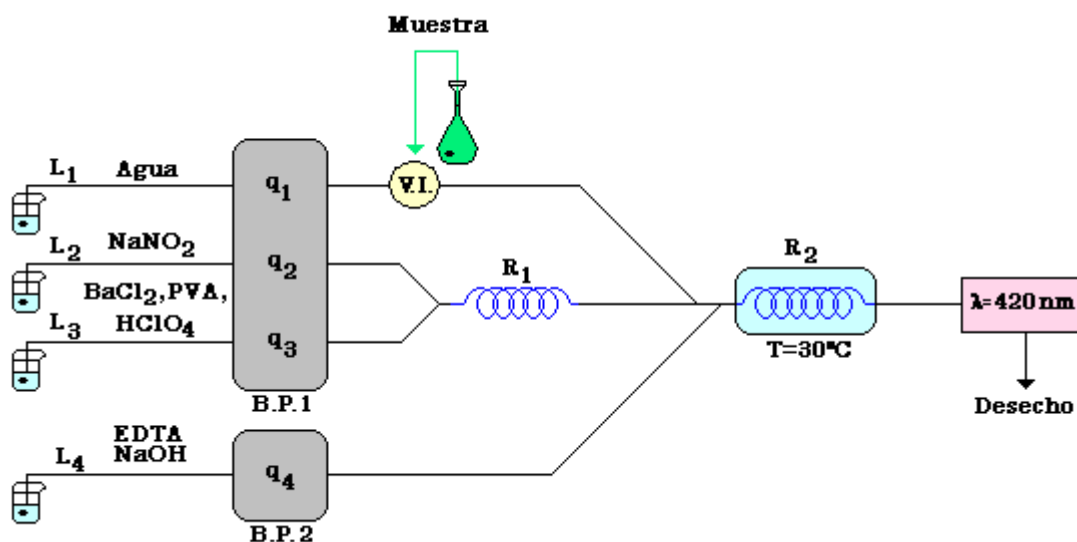 Muestra
L1 Agua
q1
V.I.
L2 NaNO2
q2
R1
R2
BaCl2,PVA,
λ=420 nm
L3 HClO4
q3
T=30ºC
B.P.1
Desecho
EDTA
L4 NaOH
q4
B.P.2